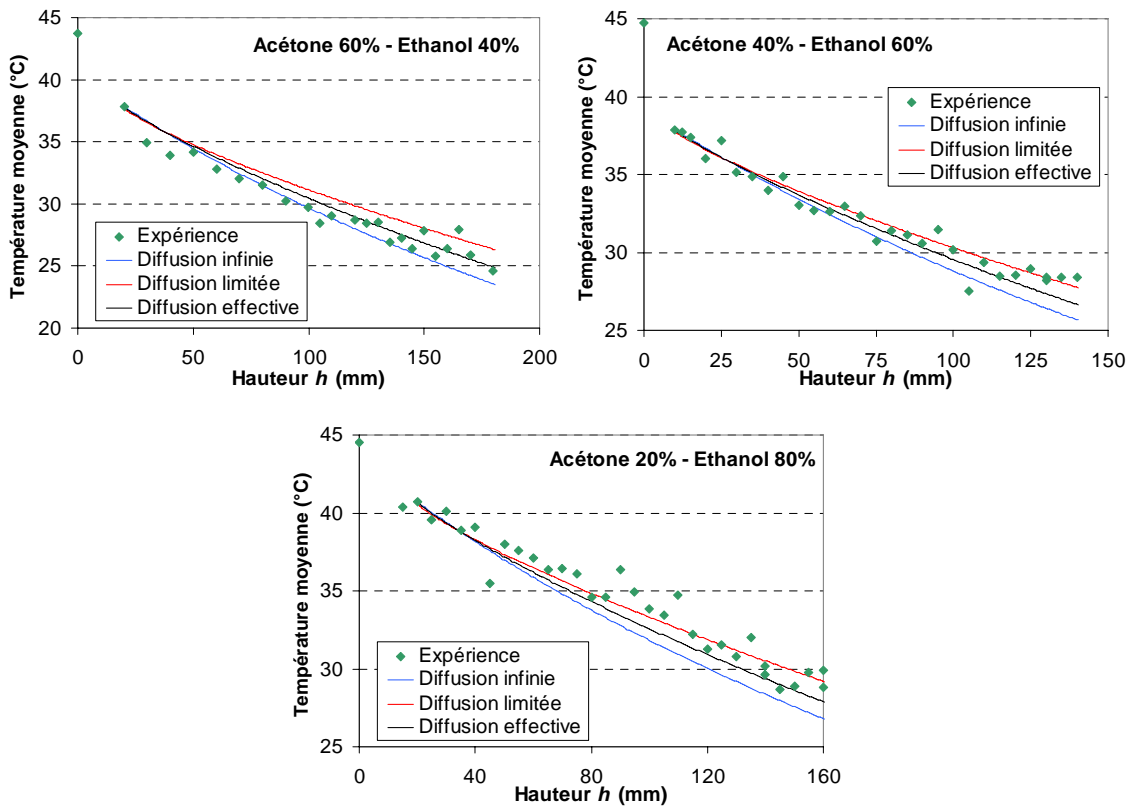 Acétone 60% - Ethanol 40%
Température moyenne (°C)
45
40
35
30
25
20
Expérience
Diffusion infinie
Diffusion limitée
Diffusion effective
0 50 100 150 200
Hauteur h (mm)
Acétone 40% - Ethanol 60%
Température moyenne (°C)
45
40
35
30
25
Expérience
Diffusion infinie
Diffusion limitée
Diffusion effective
0 25 50 75 100 125 150
Hauteur h (mm)
Acétone 20% - Ethanol 80%
Température moyenne (°C)
45
40
35
30
25
Expérience
Diffusion infinie
Diffusion limitée
Diffusion effective
0 40 80 120 160
Hauteur h (mm)